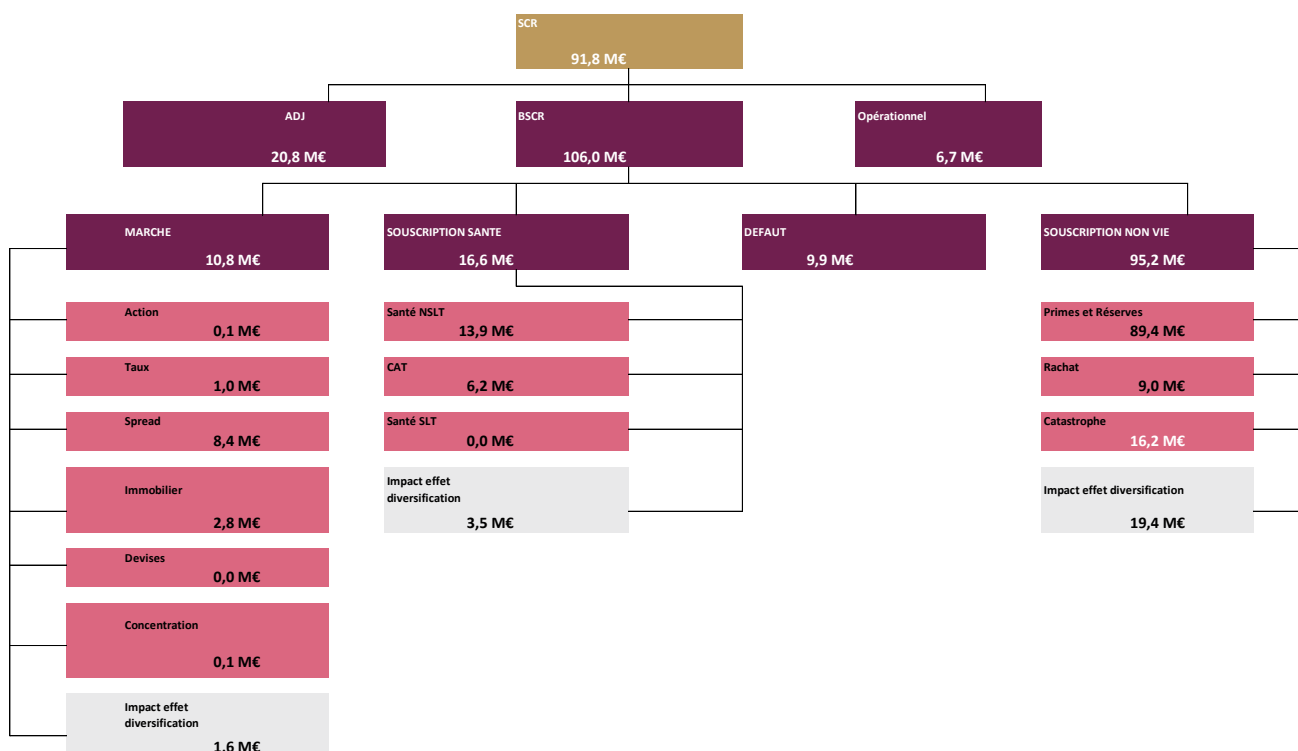 SCR
91,8 M€
ADJ
20,8 M€
BSCR
106,0 M€
Opérationnel
6,7 M€
MARCHE
10,8 M€
SOUSCRIPTION SANTE
16,6 M€
DEFAUT
9,9 M€
SOUSCRIPTION NON VIE
95,2 M€
Action
0,1 M€
Taux
1,0 M€
Spread
8,4 M€
Immobilier
2,8 M€
Devises
0,0 M€
Concentration
0,1 M€
Impact effet
diversification
1,6 M€
Santé NSLT
13,9 M€
CAT
6,2 M€
Santé SLT
0,0 M€
Impact effet
diversification
3,5 M€
Primes et Réserves
89,4 M€
Rachat
9,0 M€
Catastrophe
16,2 M€
Impact effet diversification
19,4 M€